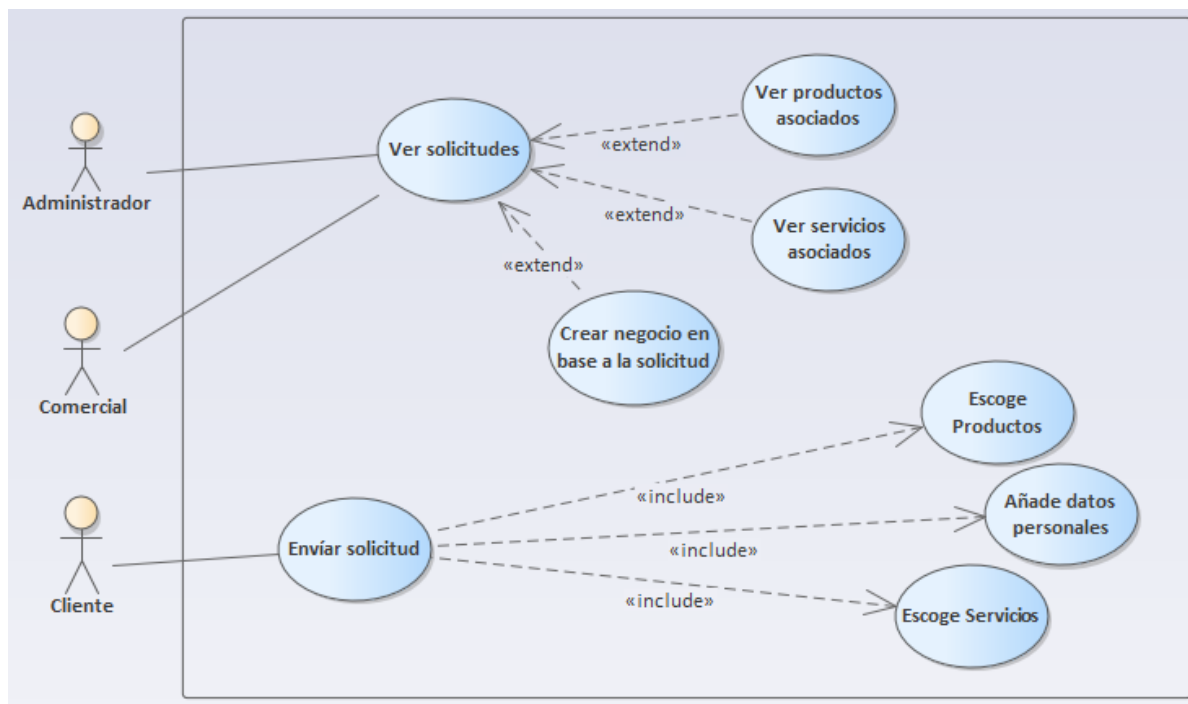 Ver productos
asociados
Ver solicitudes
«extend»
Administrador
«extend»
Ver servicios
asociados
«extend»
Crear negocio en
base a la solicitud
Comercial
Escoge
Productos
«include»
Añade datos
personales
Envíar solicitud
«include»
Cliente
«include»
Escoge Servicios